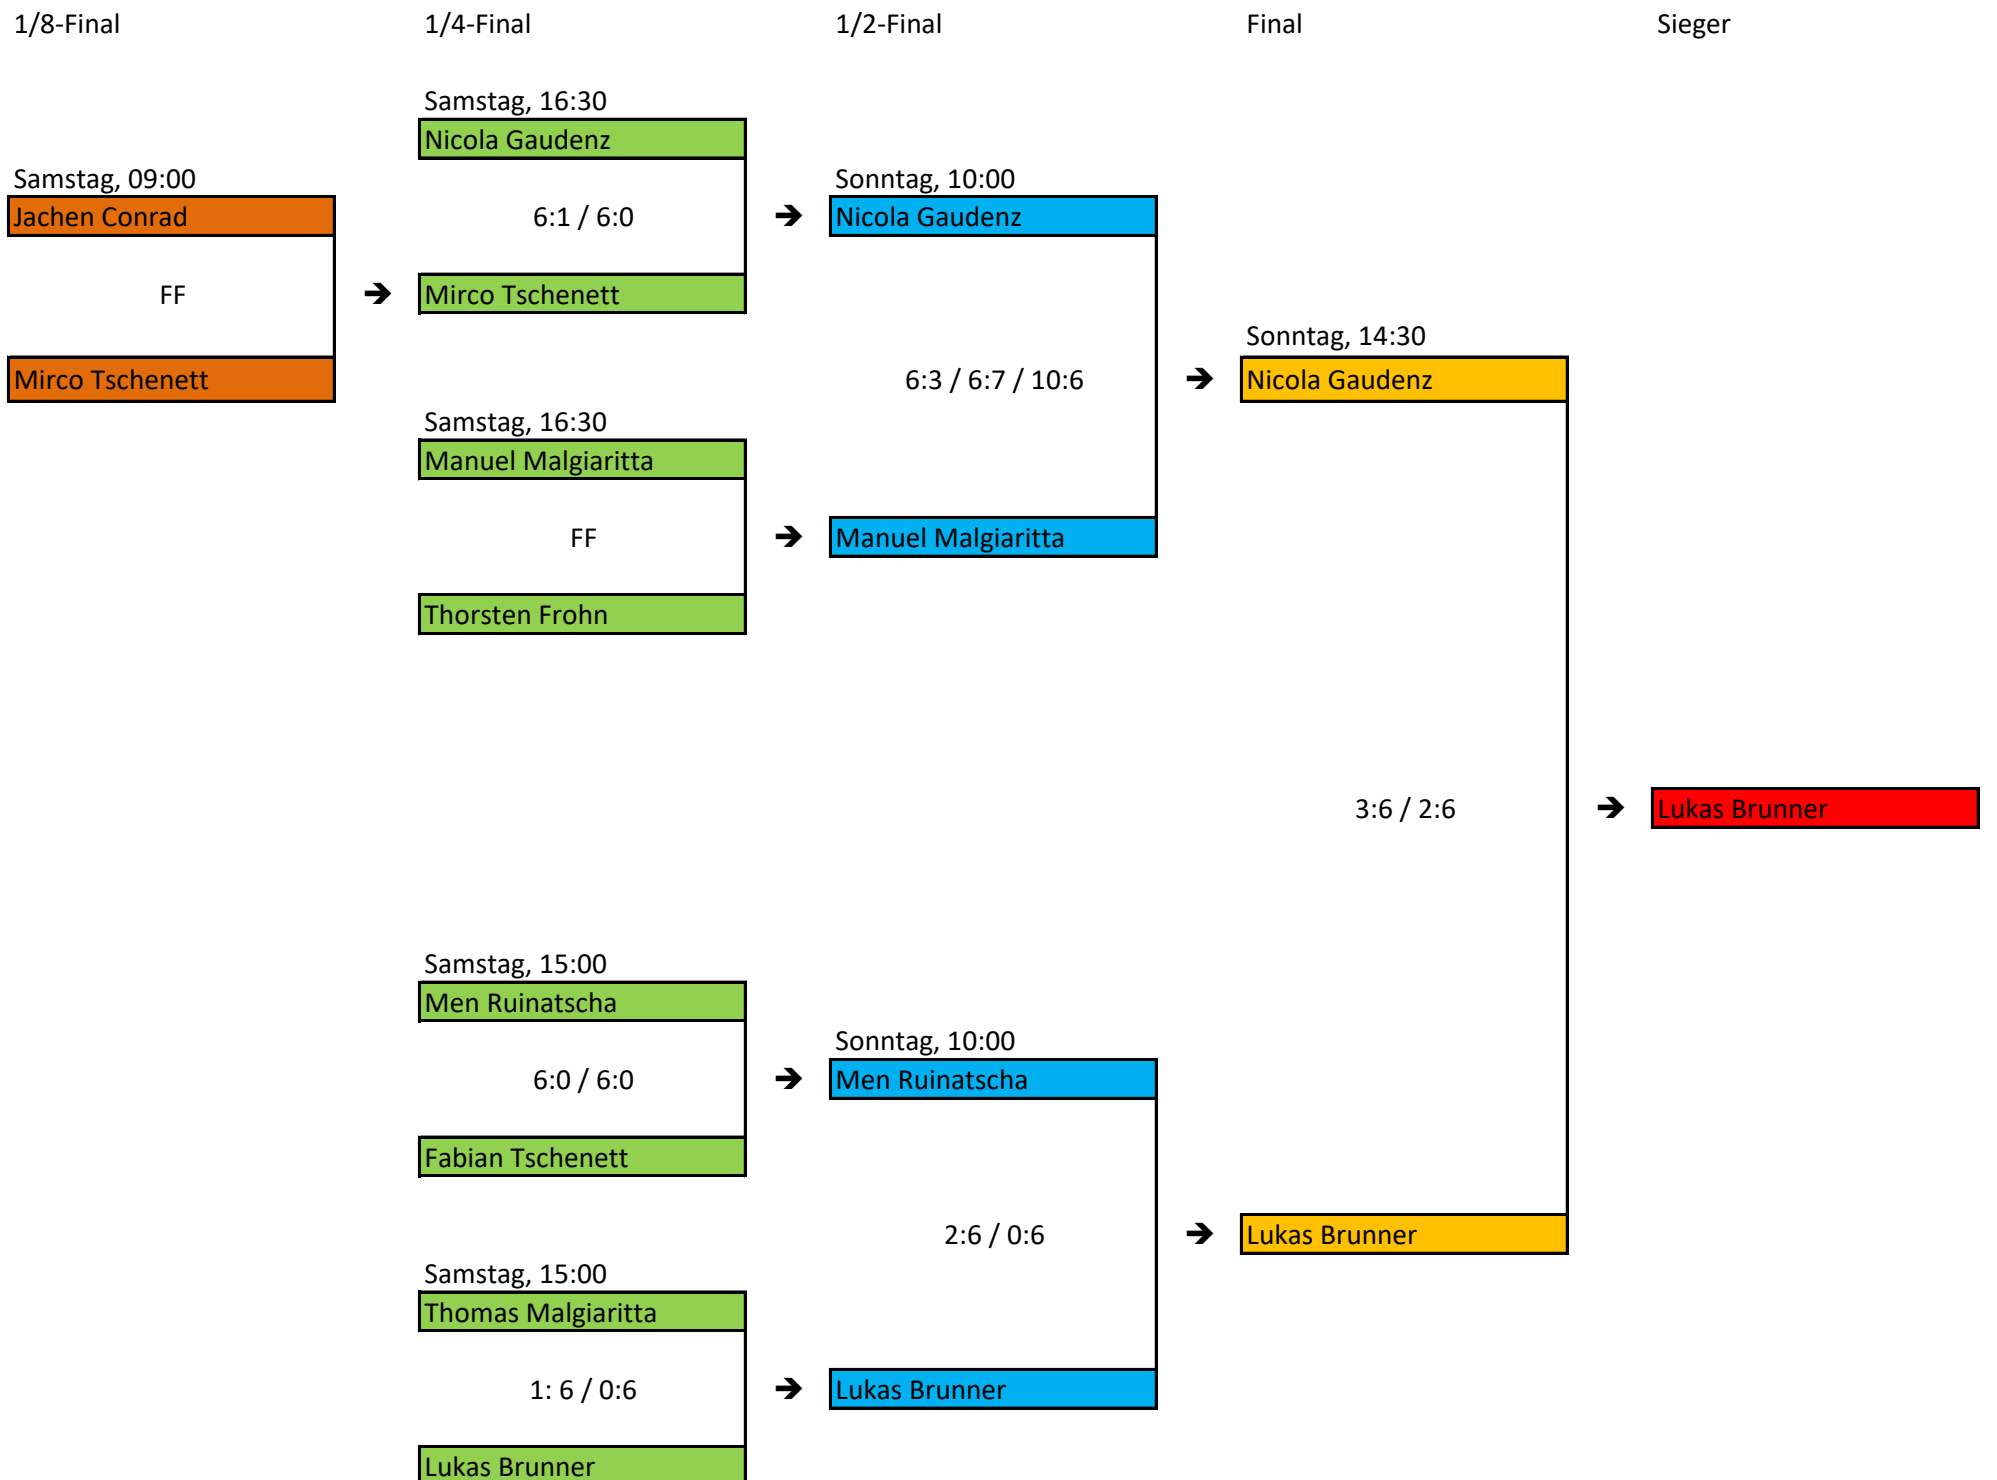 1/8-Final
1/4-Final
1/2-Final
Final
Sieger
Samstag, 16:30
Nicola Gaudenz
Samstag, 09:00
Sonntag, 10:00
Jachen Conrad
6:1 / 6:0
➔
Nicola Gaudenz
FF
➔
Mirco Tschenett
Sonntag, 14:30
Mirco Tschenett
6:3 / 6:7 / 10:6
➔
Nicola Gaudenz
Samstag, 16:30
Manuel Malgiaritta
FF
➔
Manuel Malgiaritta
Thorsten Frohn
3:6 / 2:6
➔
Lukas Brunner
Samstag, 15:00
Men Ruinatscha
Sonntag, 10:00
6:0 / 6:0
➔
Men Ruinatscha
Fabian Tschenett
2:6 / 0:6
➔
Lukas Brunner
Samstag, 15:00
Thomas Malgiaritta
1: 6 / 0:6
➔
Lukas Brunner
Lukas Brunner